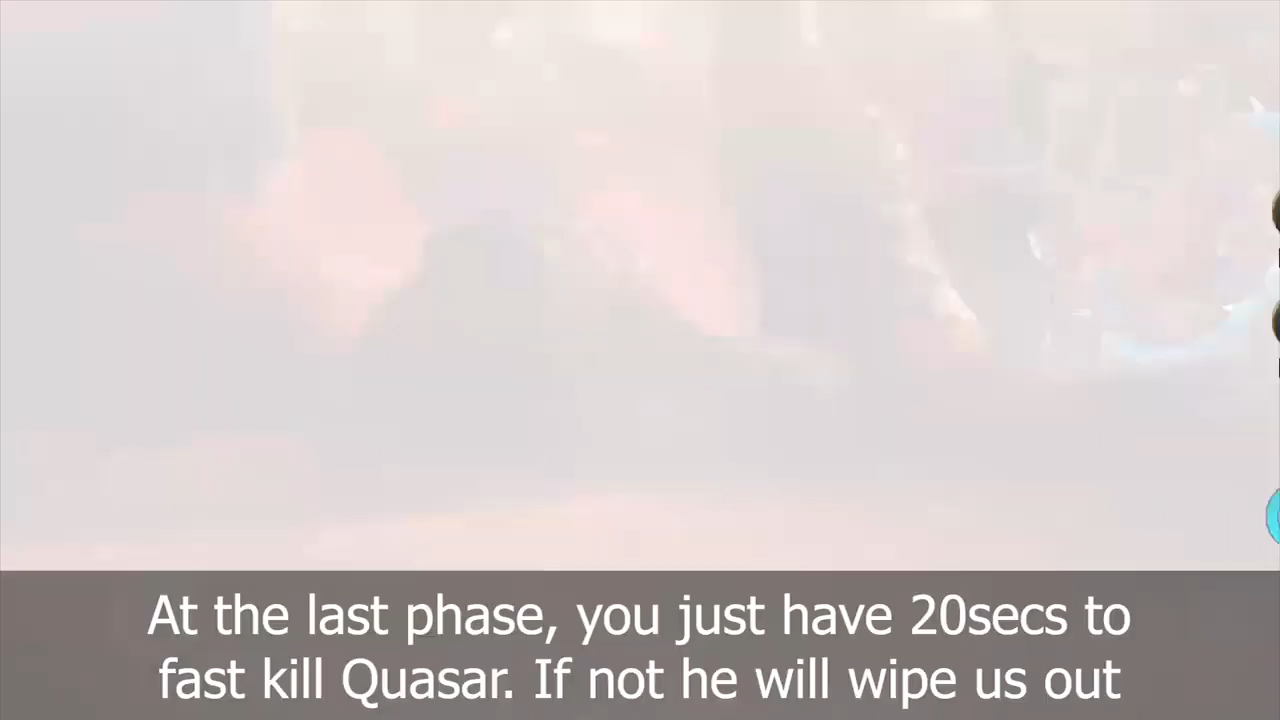 At the last phase, you just have 20secs to
fast kill Quasar. If not he will wipe us out